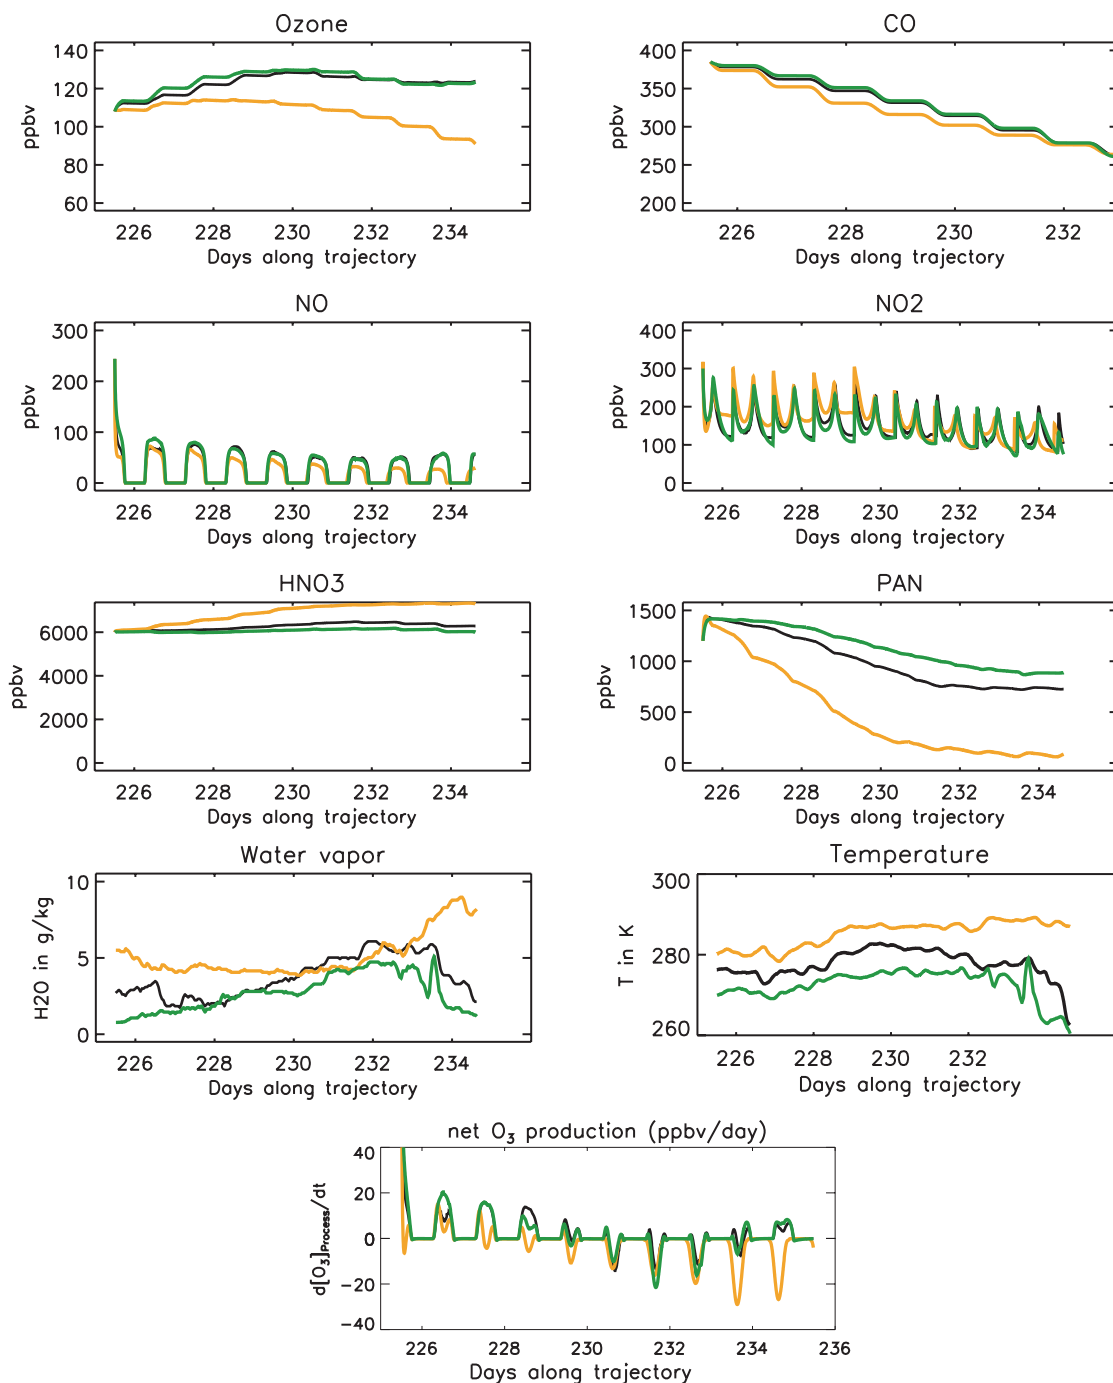 Ozone
CO
140
120
100
80
60
ppbv
226 228 230 232 234
Days along trajectory
400
350
300
250
200
ppbv
226 228 230 232
Days along trajectory
NO
NO2
300
200
100
0
ppbv
226 228 230 232 234
Days along trajectory
400
300
200
100
0
ppbv
226 228 230 232 234
Days along trajectory
HNO3
PAN
6000
4000
2000
0
ppbv
226 228 230 232 234
Days along trajectory
1500
1000
500
0
ppbv
226 228 230 232 234
Days along trajectory
Water vapor
Temperature
10
5
0
H2O in g/kg
226 228 230 232 234
Days along trajectory
300
280
260
T in K
226 228 230 232
Days along trajectory
net O₃ production (ppbv/day)
40
20
0
−20
−40
d[O₃]Process/dt
226 228 230 232 234 236
Days along trajectory